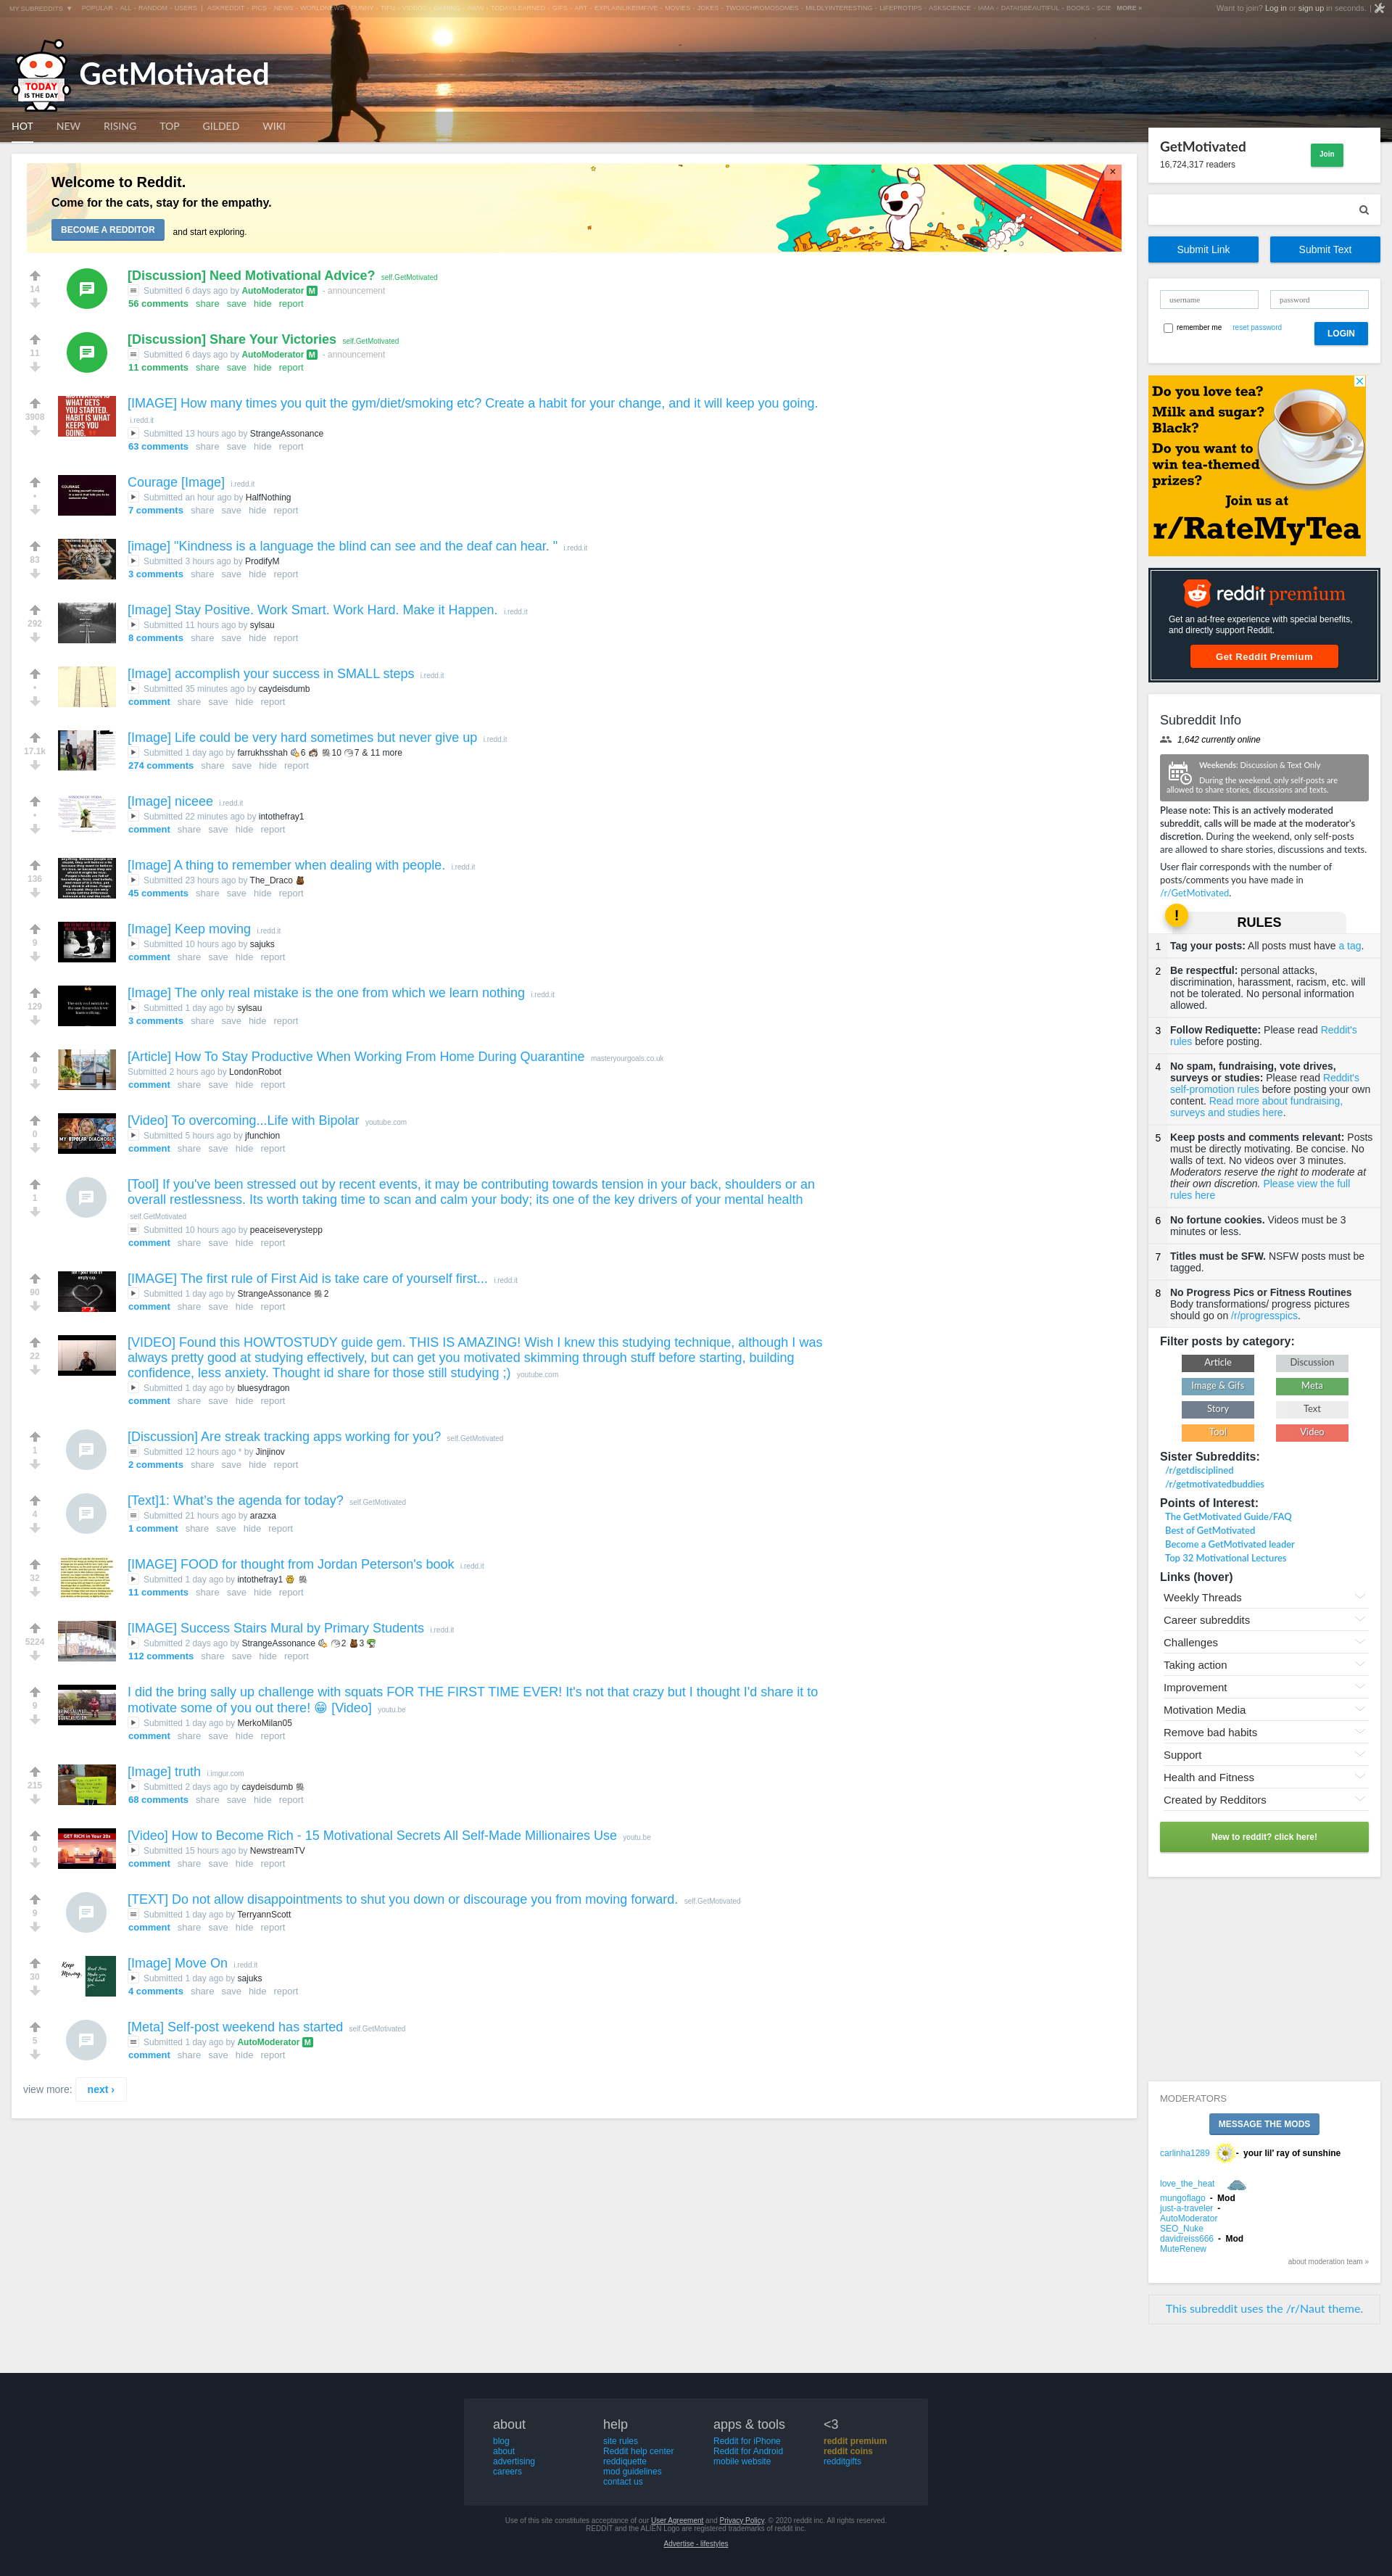 MY SUBREDDITS ▼ POPULAR - ALL - RANDOM - USERS | ASKREDDIT - PICS - NEWS - WORLDNEWS - FUNNY - TIFU - VIDEOS - GAMING - AWW - TODAYILEARNED - GIFS - ART - EXPLAINLIKEIMFIVE - MOVIES - JOKES - TWOXCHROMOSOMES - MILDLYINTERESTING - LIFEPROTIPS - ASKSCIENCE - IAMA - DATAISBEAUTIFUL - BOOKS - SCIE MORE »
Want to join? Log in or sign up in seconds. |
TODAY
IS THE DAY
GetMotivated
HOT NEW RISING TOP GILDED WIKI
Welcome to Reddit.
Come for the cats, stay for the empathy.
BECOME A REDDITOR and start exploring.
×
14
[Discussion] Need Motivational Advice? self.GetMotivated
Submitted 6 days ago by AutoModerator M - announcement
56 comments share save hide report
11
[Discussion] Share Your Victories self.GetMotivated
Submitted 6 days ago by AutoModerator M - announcement
11 comments share save hide report
3908
WHAT GETS
YOU STARTED.
HABIT IS WHAT
KEEPS YOU
GOING.
[IMAGE] How many times you quit the gym/diet/smoking etc? Create a habit for your change, and it will keep you going.
i.redd.it
Submitted 13 hours ago by StrangeAssonance
63 comments share save hide report
•
COURAGE
Courage [Image] i.redd.it
Submitted an hour ago by HalfNothing
7 comments share save hide report
83
[image] "Kindness is a language the blind can see and the deaf can hear. " i.redd.it
Submitted 3 hours ago by ProdifyM
3 comments share save hide report
292
[Image] Stay Positive. Work Smart. Work Hard. Make it Happen. i.redd.it
Submitted 11 hours ago by sylsau
8 comments share save hide report
•
[Image] accomplish your success in SMALL steps i.redd.it
Submitted 35 minutes ago by caydeisdumb
comment share save hide report
17.1k
[Image] Life could be very hard sometimes but never give up i.redd.it
Submitted 1 day ago by farrukhsshah 6 10 7 & 11 more
274 comments share save hide report
•
[Image] niceee i.redd.it
Submitted 22 minutes ago by intothefray1
comment share save hide report
136
[Image] A thing to remember when dealing with people. i.redd.it
Submitted 23 hours ago by The_Draco
45 comments share save hide report
9
[Image] Keep moving i.redd.it
Submitted 10 hours ago by sajuks
comment share save hide report
129
[Image] The only real mistake is the one from which we learn nothing i.redd.it
Submitted 1 day ago by sylsau
3 comments share save hide report
0
[Article] How To Stay Productive When Working From Home During Quarantine masteryourgoals.co.uk
Submitted 2 hours ago by LondonRobot
comment share save hide report
0
MY BIPOLAR DIAGNOSIS
[Video] To overcoming...Life with Bipolar youtube.com
Submitted 5 hours ago by jfunction
comment share save hide report
1
[Tool] If you've been stressed out by recent events, it may be contributing towards tension in your back, shoulders or an
overall restlessness. Its worth taking time to scan and calm your body; its one of the key drivers of your mental health
self.GetMotivated
Submitted 10 hours ago by peaceiseverystepp
comment share save hide report
90
[IMAGE] The first rule of First Aid is take care of yourself first... i.redd.it
Submitted 1 day ago by StrangeAssonance 2
comment share save hide report
22
[VIDEO] Found this HOWTOSTUDY guide gem. THIS IS AMAZING! Wish I knew this studying technique, although I was
always pretty good at studying effectively, but can get you motivated skimming through stuff before starting, building
confidence, less anxiety. Thought id share for those still studying ;) youtube.com
Submitted 1 day ago by bluesydragon
comment share save hide report
1
[Discussion] Are streak tracking apps working for you? self.GetMotivated
Submitted 12 hours ago * by Jinjinov
2 comments share save hide report
4
[Text]1: What's the agenda for today? self.GetMotivated
Submitted 21 hours ago by arazxa
1 comment share save hide report
32
[IMAGE] FOOD for thought from Jordan Peterson's book i.redd.it
Submitted 1 day ago by intothefray1
11 comments share save hide report
5224
[IMAGE] Success Stairs Mural by Primary Students i.redd.it
Submitted 2 days ago by StrangeAssonance 2 3
112 comments share save hide report
9
I did the bring sally up challenge with squats FOR THE FIRST TIME EVER! It's not that crazy but I thought I'd share it to
motivate some of you out there! 😁 [Video] youtu.be
Submitted 1 day ago by MerkoMilan05
comment share save hide report
215
[Image] truth i.imgur.com
Submitted 2 days ago by caydeisdumb
68 comments share save hide report
0
GET RICH in Your 20s
[Video] How to Become Rich - 15 Motivational Secrets All Self-Made Millionaires Use youtu.be
Submitted 15 hours ago by NewstreamTV
comment share save hide report
9
[TEXT] Do not allow disappointments to shut you down or discourage you from moving forward. self.GetMotivated
Submitted 1 day ago by TerryannScott
comment share save hide report
30
Keep
Moving.
[Image] Move On i.redd.it
Submitted 1 day ago by sajuks
4 comments share save hide report
5
[Meta] Self-post weekend has started self.GetMotivated
Submitted 1 day ago by AutoModerator M
comment share save hide report
view more: next ›
GetMotivated
16,724,317 readers
Join
Submit Link Submit Text
username password
remember me reset password LOGIN
Do you love tea?
Milk and sugar?
Black?
Do you want to
win tea-themed
prizes?
Join us at
r/RateMyTea
reddit premium
Get an ad-free experience with special benefits,
and directly support Reddit.
Get Reddit Premium
Subreddit Info
1,642 currently online
Weekends: Discussion & Text Only
During the weekend, only self-posts are
allowed to share stories, discussions and texts.
Please note: This is an actively moderated
subreddit, calls will be made at the moderator's
discretion. During the weekend, only self-posts
are allowed to share stories, discussions and texts.
User flair corresponds with the number of
posts/comments you have made in
/r/GetMotivated.
! RULES
1 Tag your posts: All posts must have a tag.
2 Be respectful: personal attacks,
discrimination, harassment, racism, etc. will
not be tolerated. No personal information
allowed.
3 Follow Rediquette: Please read Reddit's
rules before posting.
4 No spam, fundraising, vote drives,
surveys or studies: Please read Reddit's
self-promotion rules before posting your own
content. Read more about fundraising,
surveys and studies here.
5 Keep posts and comments relevant: Posts
must be directly motivating. Be concise. No
walls of text. No videos over 3 minutes.
Moderators reserve the right to moderate at
their own discretion. Please view the full
rules here
6 No fortune cookies. Videos must be 3
minutes or less.
7 Titles must be SFW. NSFW posts must be
tagged.
8 No Progress Pics or Fitness Routines
Body transformations/ progress pictures
should go on /r/progresspics.
Filter posts by category:
Article Discussion
Image & Gifs Meta
Story Text
Tool Video
Sister Subreddits:
/r/getdisciplined
/r/getmotivatedbuddies
Points of Interest:
The GetMotivated Guide/FAQ
Best of GetMotivated
Become a GetMotivated leader
Top 32 Motivational Lectures
Links (hover)
Weekly Threads
Career subreddits
Challenges
Taking action
Improvement
Motivation Media
Remove bad habits
Support
Health and Fitness
Created by Redditors
New to reddit? click here!
MODERATORS
MESSAGE THE MODS
carlinha1289 - your lil' ray of sunshine
love_the_heat
mungoflago - Mod
just-a-traveler -
AutoModerator
SEO_Nuke
davidreiss666 - Mod
MuteRenew
about moderation team »
This subreddit uses the /r/Naut theme.
about
blog
about
advertising
careers
help
site rules
Reddit help center
reddiquette
mod guidelines
contact us
apps & tools
Reddit for iPhone
Reddit for Android
mobile website
<3
reddit premium
reddit coins
redditgifts
Use of this site constitutes acceptance of our User Agreement and Privacy Policy. © 2020 reddit inc. All rights reserved.
REDDIT and the ALIEN Logo are registered trademarks of reddit inc.
Advertise - lifestyles